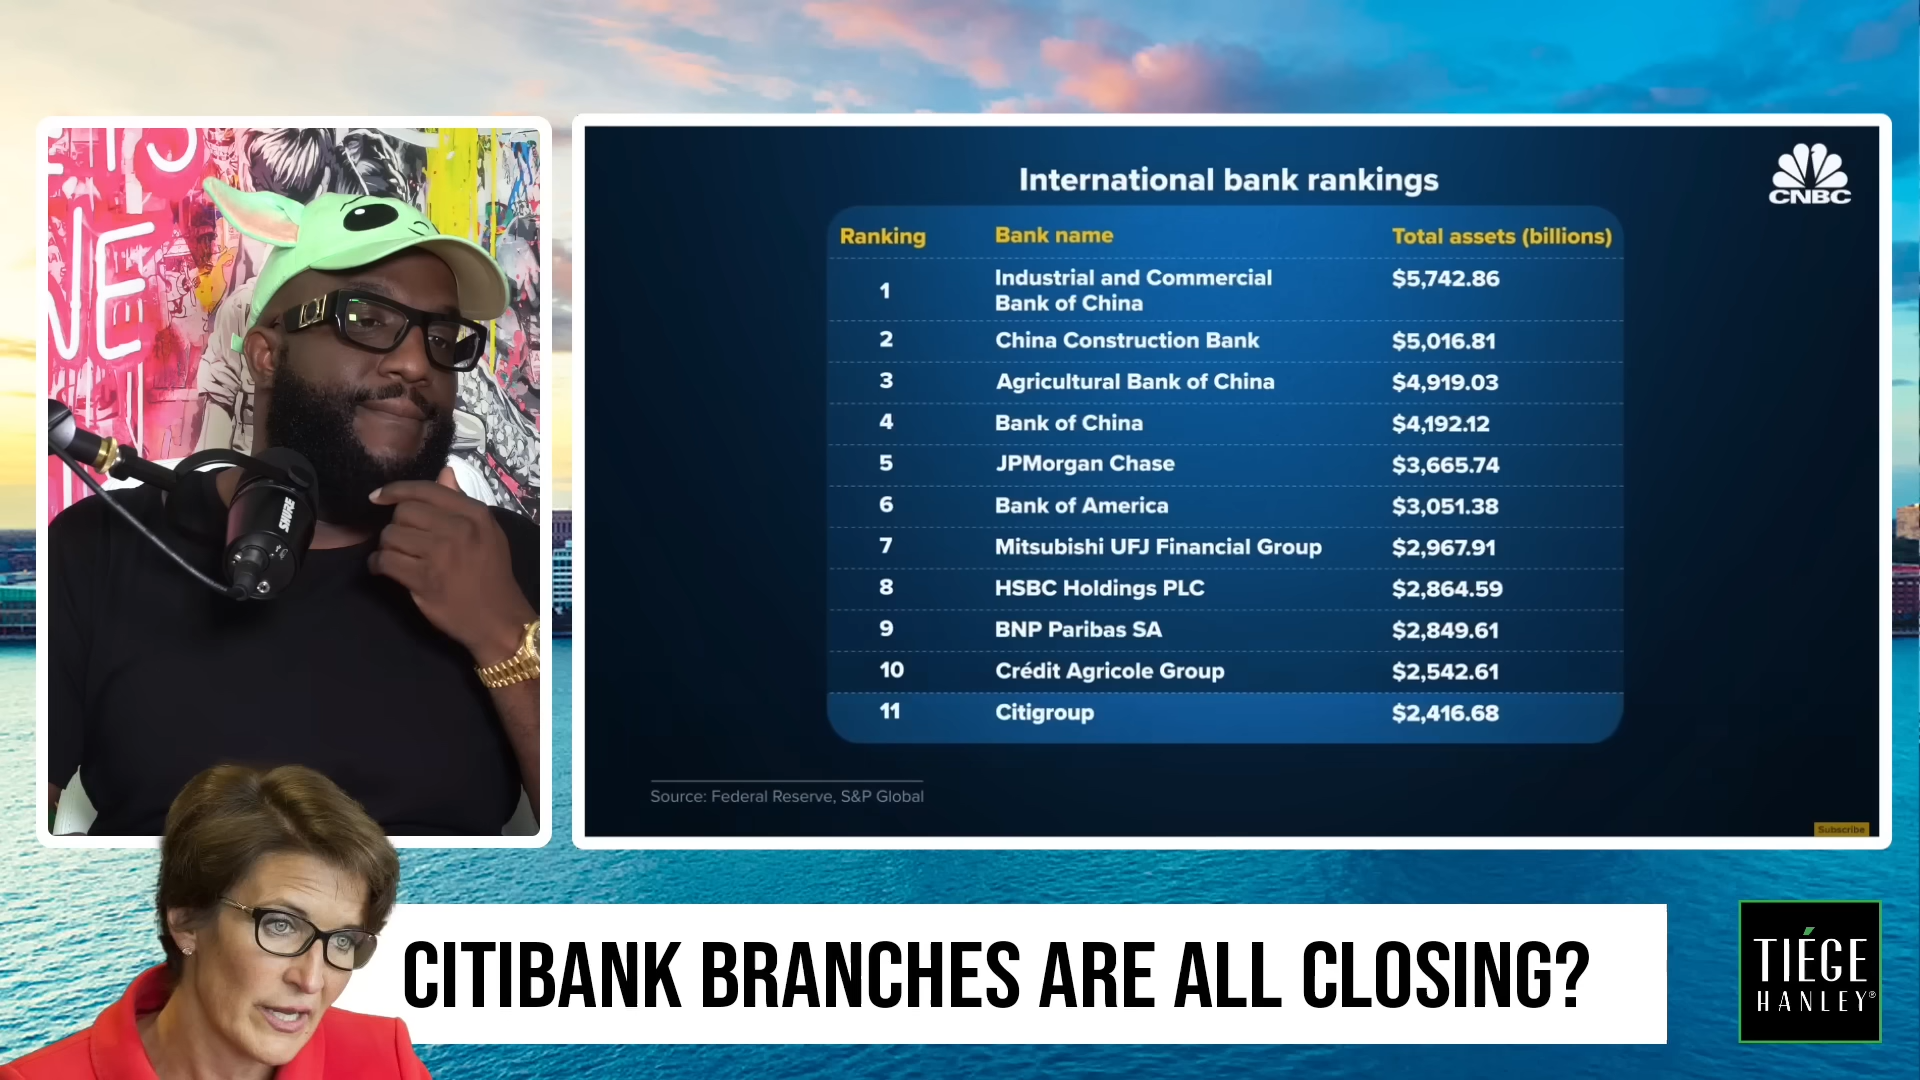 NE
SHURE
CNBC
International bank rankings
Ranking Bank name Total assets (billions)
1 Industrial and Commercial Bank of China $5,742.86
2 China Construction Bank $5,016.81
3 Agricultural Bank of China $4,919.03
4 Bank of China $4,192.12
5 JPMorgan Chase $3,665.74
6 Bank of America $3,051.38
7 Mitsubishi UFJ Financial Group $2,967.91
8 HSBC Holdings PLC $2,864.59
9 BNP Paribas SA $2,849.61
10 Crédit Agricole Group $2,542.61
11 Citigroup $2,416.68
Source: Federal Reserve, S&P Global
Subscribe
CITIBANK BRANCHES ARE ALL CLOSING?
TIÉGE
HANLEY®